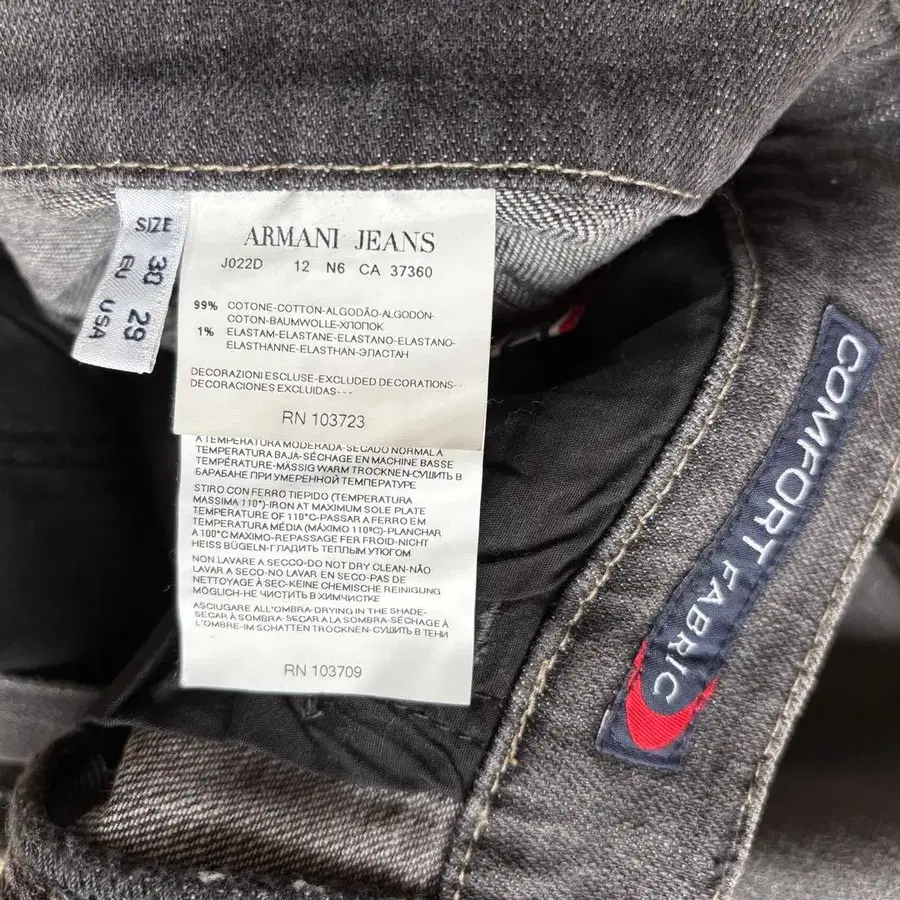 SIZE
30
EU
29
USA
ARMANI JEANS
J022D 12 N6 CA 37360
99% COTONE-COTTON-ALGODÃO-ALGODÓN-
COTON-BAUMWOLLE-ХЛОПОК
1% ELASTAM-ELASTANE-ELASTANO-ELASTANO-
ELASTHANNE-ELASTHAN-ЭЛАСТАН
DECORAZIONI ESCLUSE-EXCLUDED DECORATIONS--
DECORACIONES EXCLUIDAS---
RN 103723
A TEMPERATURA MODERADA-SECADO NORMAL A
TEMPERATURA BAJA-SÉCHAGE EN MACHINE BASSE
TEMPÉRATURE-MÄSSIG WARM TROCKNEN-СУШИТЬ В
БАРАБАНЕ ПРИ УМЕРЕННОЙ ТЕМПЕРАТУРЕ
STIRO CON FERRO TIEPIDO (TEMPERATURA
MASSIMA 110°)-IRON AT MAXIMUM SOLE PLATE
TEMPERATURE OF 110°C-PASSAR A FERRO EM
TEMPERATURA MÉDIA (MÁXIMO 110ºC)-PLANCHAR
A 100°C MAXIMO-REPASSAGE FER FROID-NICHT
HEISS BÜGELN-ГЛАДИТЬ ТЕПЛЫМ УТЮГОМ
NON LAVARE A SECCO-DO NOT DRY CLEAN-NÃO
LAVAR A SECO-NO LAVAR EN SECO-PAS DE
NETTOYAGE À SEC-KEINE CHEMISCHE REINIGUNG
MÖGLICH-НЕ ЧИСТИТЬ В ХИМЧИСТКЕ
ASCIUGARE ALL'OMBRA-DRYING IN THE SHADE-
SECAR À SOMBRA-SECAR A LA SOMBRA-SÉCHAGE À
L'OMBRE-IM SCHATTEN TROCKNEN-СУШИТЬ В ТЕНИ
RN 103709
COMFORT FABRIC